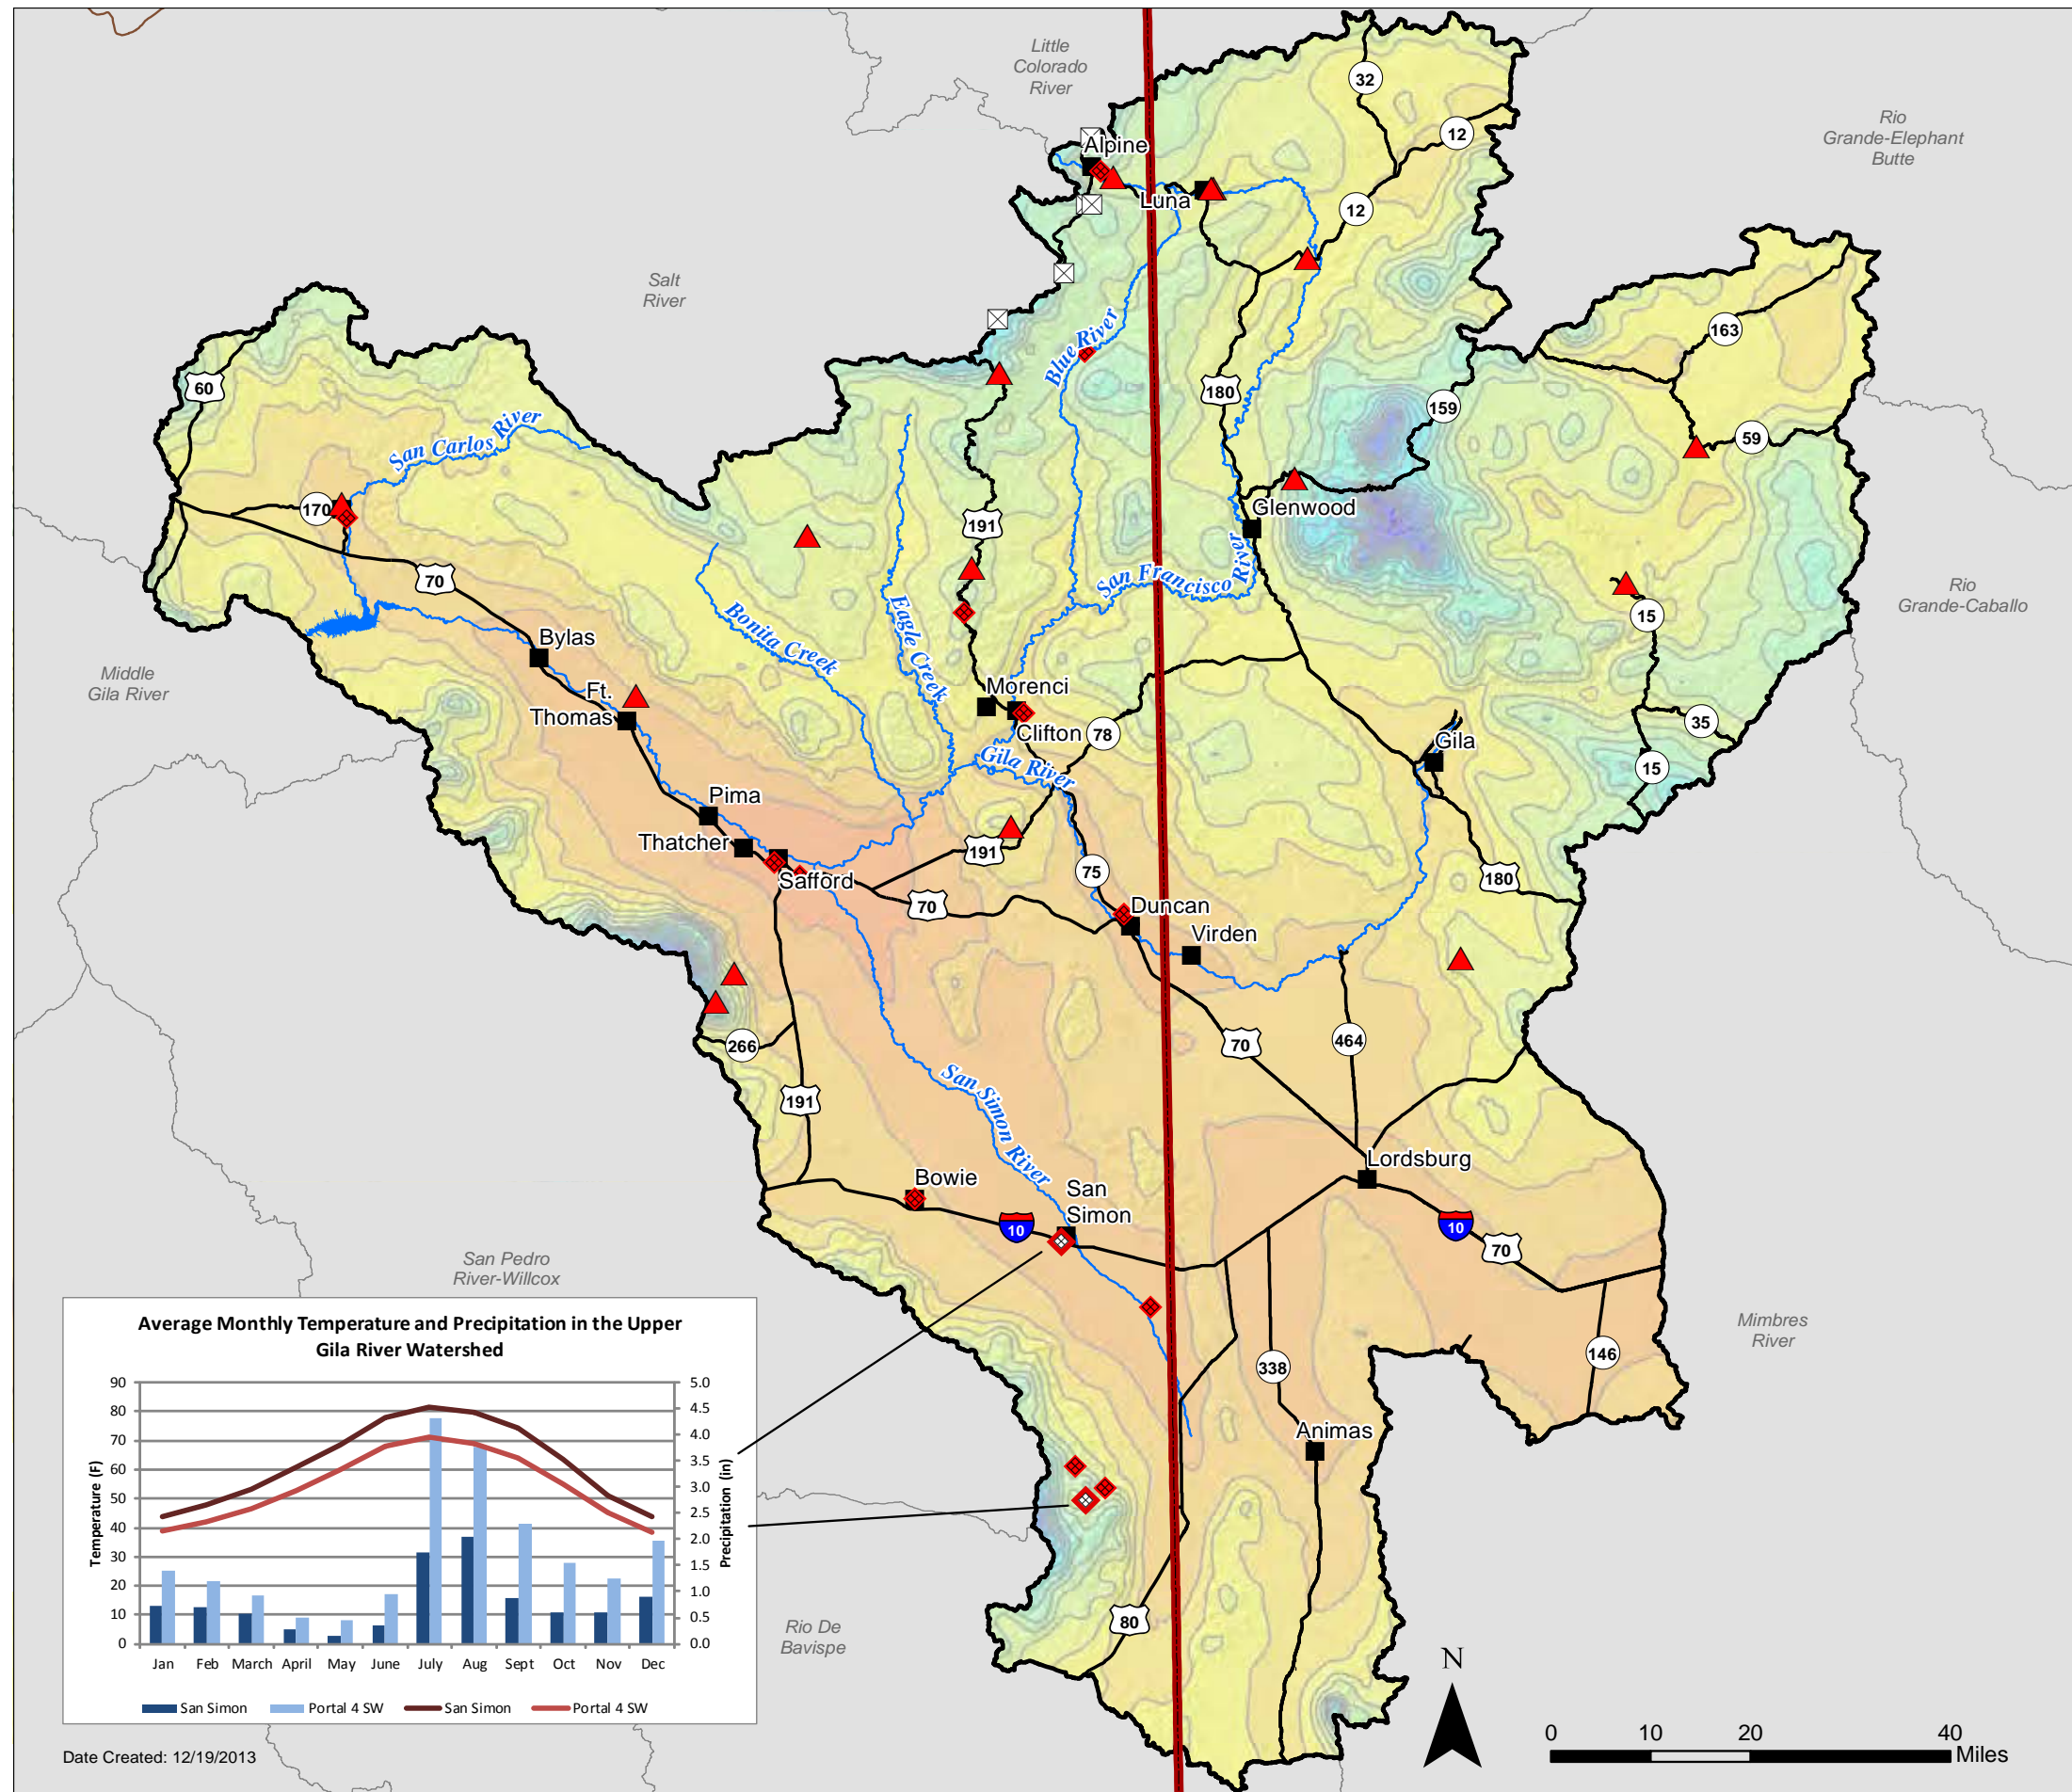 Little
Colorado
River
32
Rio
Grande-Elephant
Butte
12
Alpine
Luna
12
Salt
River
163
Blue River
60
180
159
San Carlos River
59
170
191
Glenwood
70
San Francisco River
Rio
Grande-Caballo
Bonita Creek
Eagle Creek
15
Bylas
Middle
Gila River
Ft.
Thomas
Morenci
Clifton
78
35
Gila
Gila River
15
Pima
Thatcher
191
75
Safford
180
70
Duncan
Virden
266
70
464
San Simon River
191
Bowie
Lordsburg
San
Simon
10
10
70
San Pedro
River-Willcox
Mimbres
River
338
146
Animas
80
Rio De
Bavispe
Average Monthly Temperature and Precipitation in the Upper
Gila River Watershed
Temperature (F)
90
80
70
60
50
40
30
20
10
0
5.0
4.5
4.0
3.5
3.0
2.5
2.0
1.5
1.0
0.5
0.0
Precipitation (in)
Jan Feb March April May June July Aug Sept Oct Nov Dec
San Simon Portal 4 SW San Simon Portal 4 SW
Date Created: 12/19/2013
N
0 10 20 40
Miles